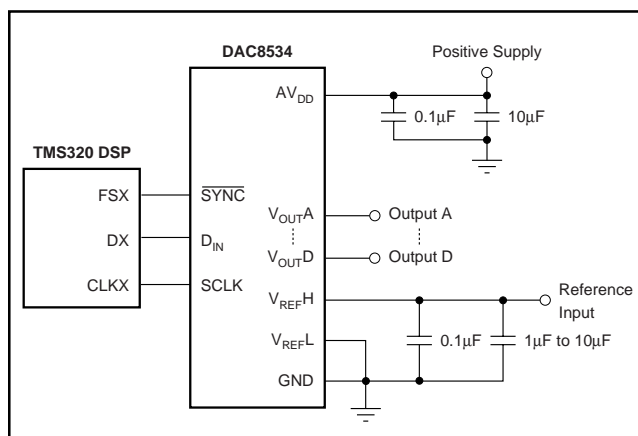 DAC8534
Positive Supply
AVDD
0.1μF
10μF
TMS320 DSP
FSX
SYNC
VOUTA
Output A
DX
DIN
VOUTD
Output D
CLKX
SCLK
VREFH
Reference
Input
VREFL
0.1μF
1μF to 10μF
GND